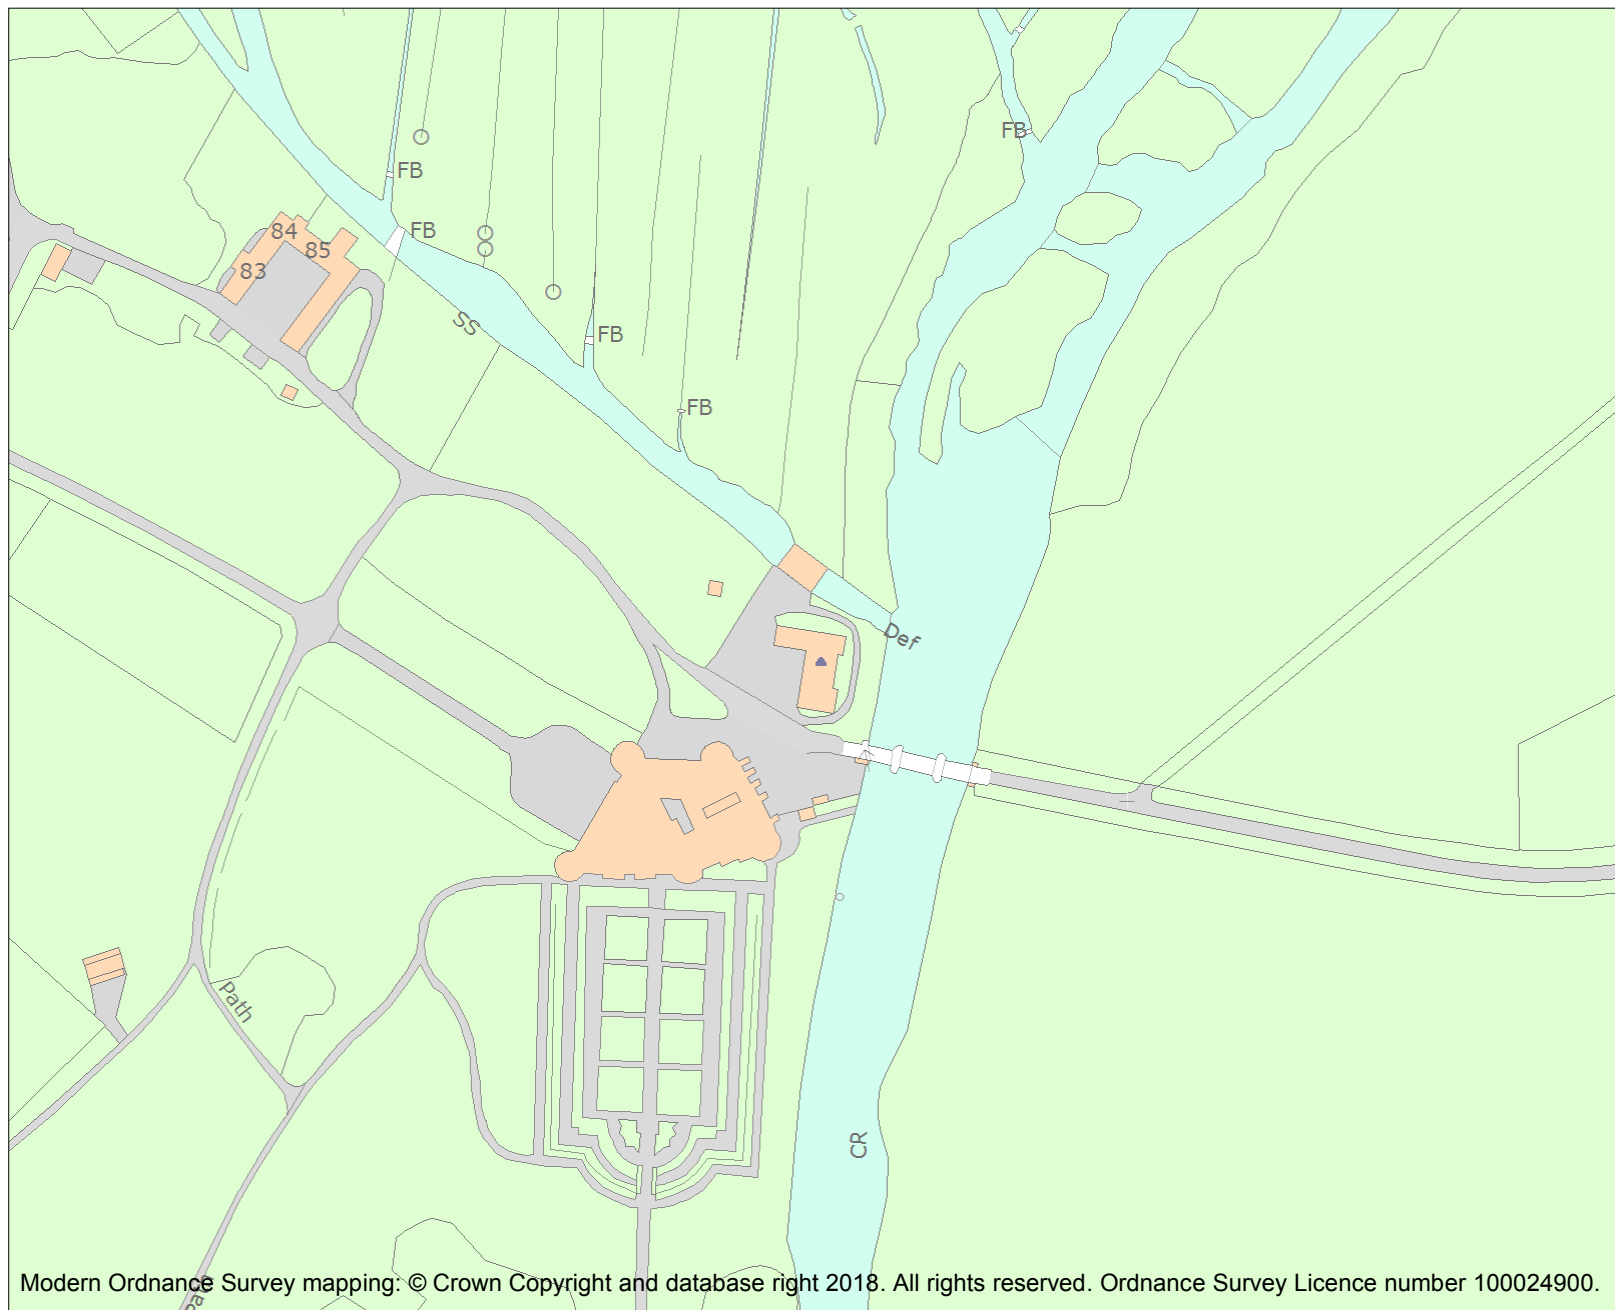 FB
FB
FB
84
85
83
SS
FB
FB
Def
Path
CR
Path
Modern Ordnance Survey mapping: © Crown Copyright and database right 2018. All rights reserved. Ordnance Survey Licence number 100024900.